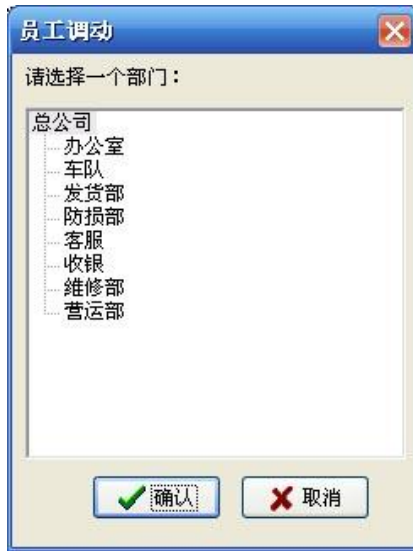 员工调动
请选择一个部门：
总公司
办公室
车队
发货部
防损部
客服
收银
维修部
营运部
确认
取消